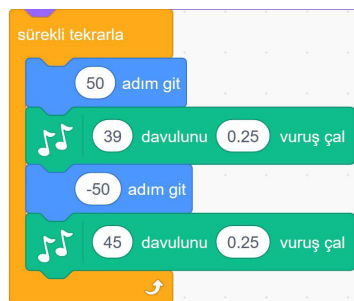 sürekli tekrarla
50 adım git
39 davulunu 0.25 vuruş çal
-50 adım git
45 davulunu 0.25 vuruş çal